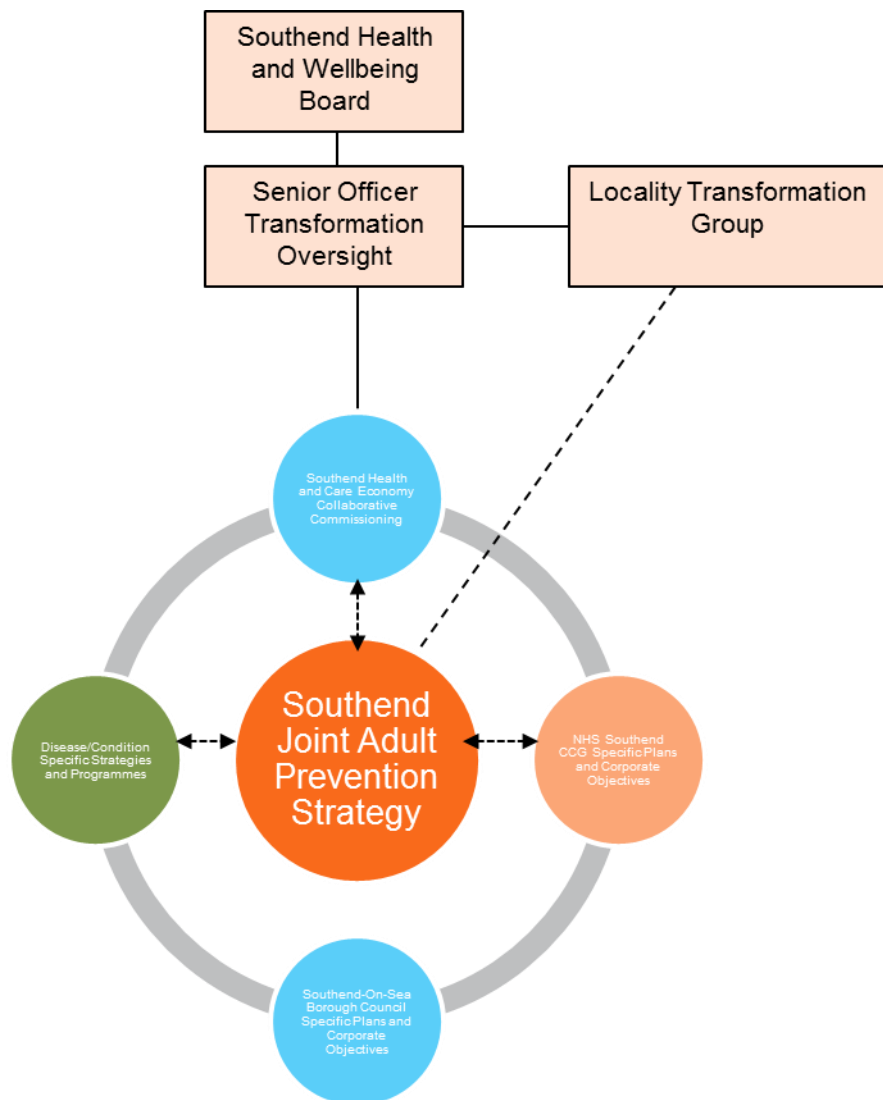 Southend Health
and Wellbeing
Board
Senior Officer
Transformation
Oversight
Locality Transformation
Group
Southend Health
and Care Economy
Collaborative
Commissioning
Southend
Joint Adult
Prevention
Strategy
Disease/Condition
Specific Strategies
and Programmes
NHS Southend
CCG Specific Plans
and Corporate
Objectives
Southend-On-Sea
Borough Council
Specific Plans and
Corporate
Objectives